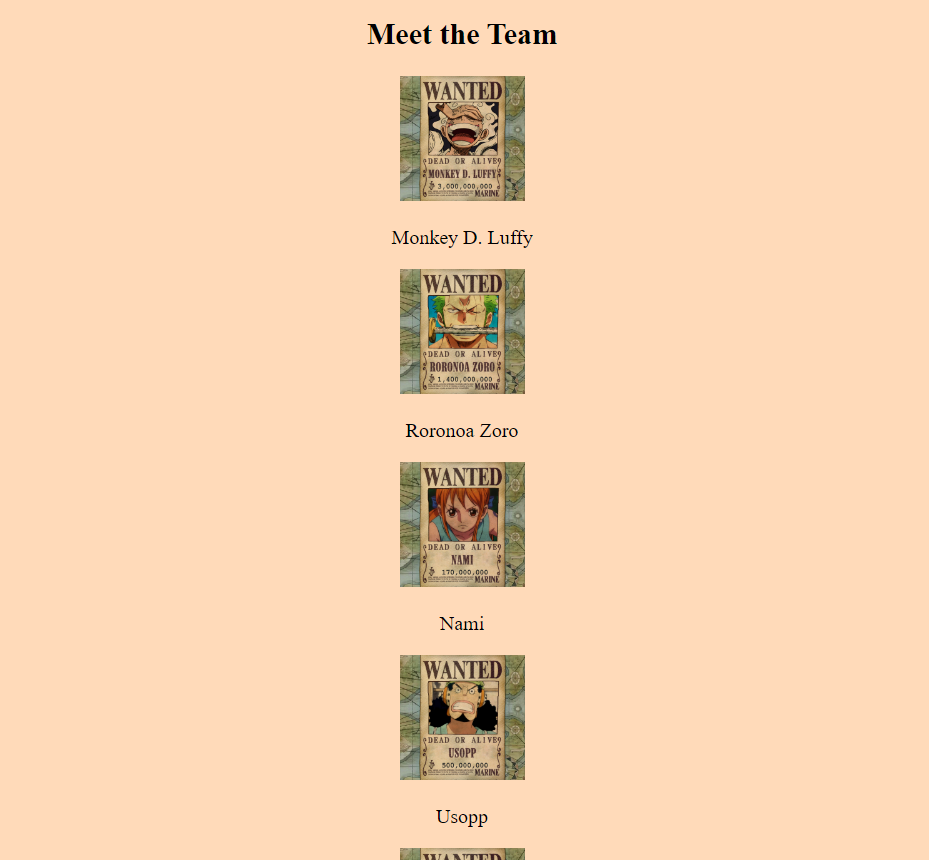 Meet the Team
WANTED
DEAD OR ALIVE
MONKEY D. LUFFY
3,000,000,000
MARINE
Monkey D. Luffy
WANTED
DEAD OR ALIVE
RORONOA ZORO
1,400,000,000
MARINE
Roronoa Zoro
WANTED
DEAD OR ALIVE
NAMI
170,000,000
MARINE
Nami
WANTED
DEAD OR ALIVE
USOPP
500,000,000
MARINE
Usopp
WANTED